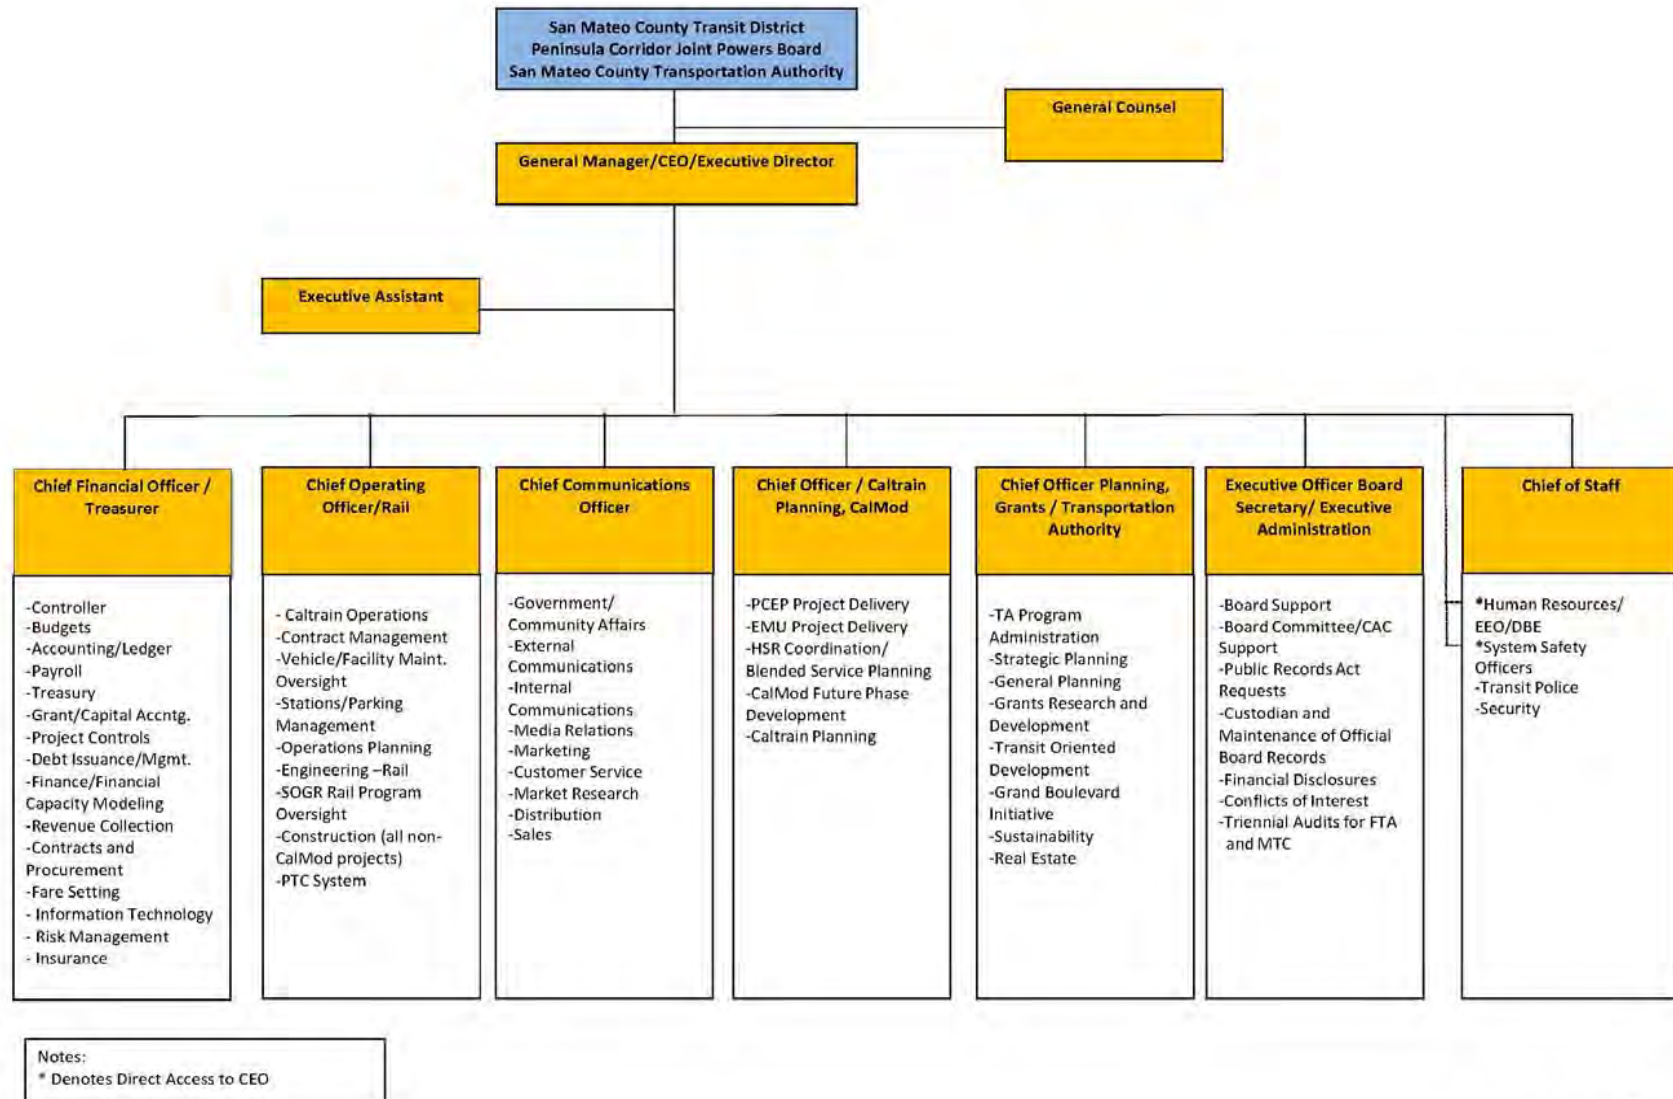 San Mateo County Transit District
Peninsula Corridor Joint Powers Board
San Mateo County Transportation Authority
General Counsel
General Manager/CEO/Executive Director
Executive Assistant
Chief Financial Officer /
Treasurer
-Controller
-Budgets
-Accounting/Ledger
-Payroll
-Treasury
-Grant/Capital Accntg.
-Project Controls
-Debt Issuance/Mgmt.
-Finance/Financial
Capacity Modeling
-Revenue Collection
-Contracts and
Procurement
-Fare Setting
- Information Technology
- Risk Management
- Insurance
Chief Operating
Officer/Rail
- Caltrain Operations
-Contract Management
-Vehicle/Facility Maint.
Oversight
-Stations/Parking
Management
-Operations Planning
-Engineering –Rail
-SOGR Rail Program
Oversight
-Construction (all non-
CalMod projects)
-PTC System
Chief Communications
Officer
-Government/
Community Affairs
-External
Communications
-Internal
Communications
-Media Relations
-Marketing
-Customer Service
-Market Research
-Distribution
-Sales
Chief Officer / Caltrain
Planning, CalMod
-PCEP Project Delivery
-EMU Project Delivery
-HSR Coordination/
Blended Service Planning
-CalMod Future Phase
Development
-Caltrain Planning
Chief Officer Planning,
Grants / Transportation
Authority
-TA Program
Administration
-Strategic Planning
-General Planning
-Grants Research and
Development
-Transit Oriented
Development
-Grand Boulevard
Initiative
-Sustainability
-Real Estate
Executive Officer Board
Secretary/ Executive
Administration
-Board Support
-Board Committee/CAC
Support
-Public Records Act
Requests
-Custodian and
Maintenance of Official
Board Records
-Financial Disclosures
-Conflicts of Interest
-Triennial Audits for FTA
and MTC
Chief of Staff
*Human Resources/
EEO/DBE
*System Safety
Officers
-Transit Police
-Security
Notes:
* Denotes Direct Access to CEO